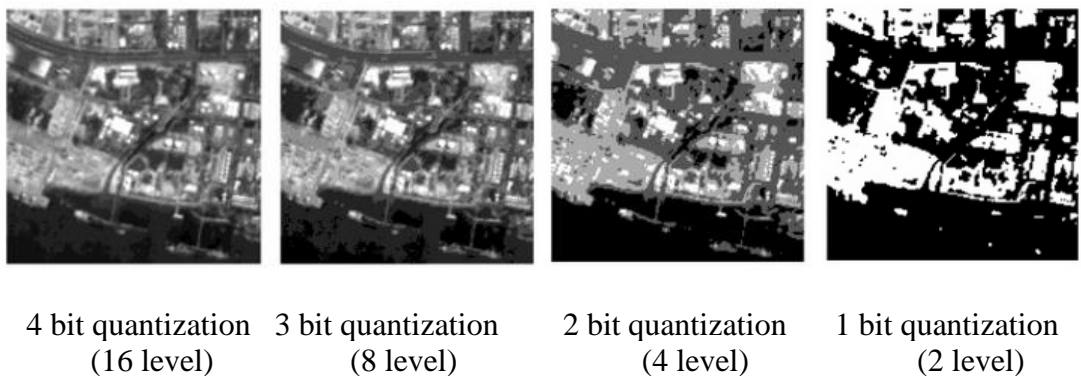 4 bit quantization 3 bit quantization 2 bit quantization 1 bit quantization
(16 level) (8 level) (4 level) (2 level)